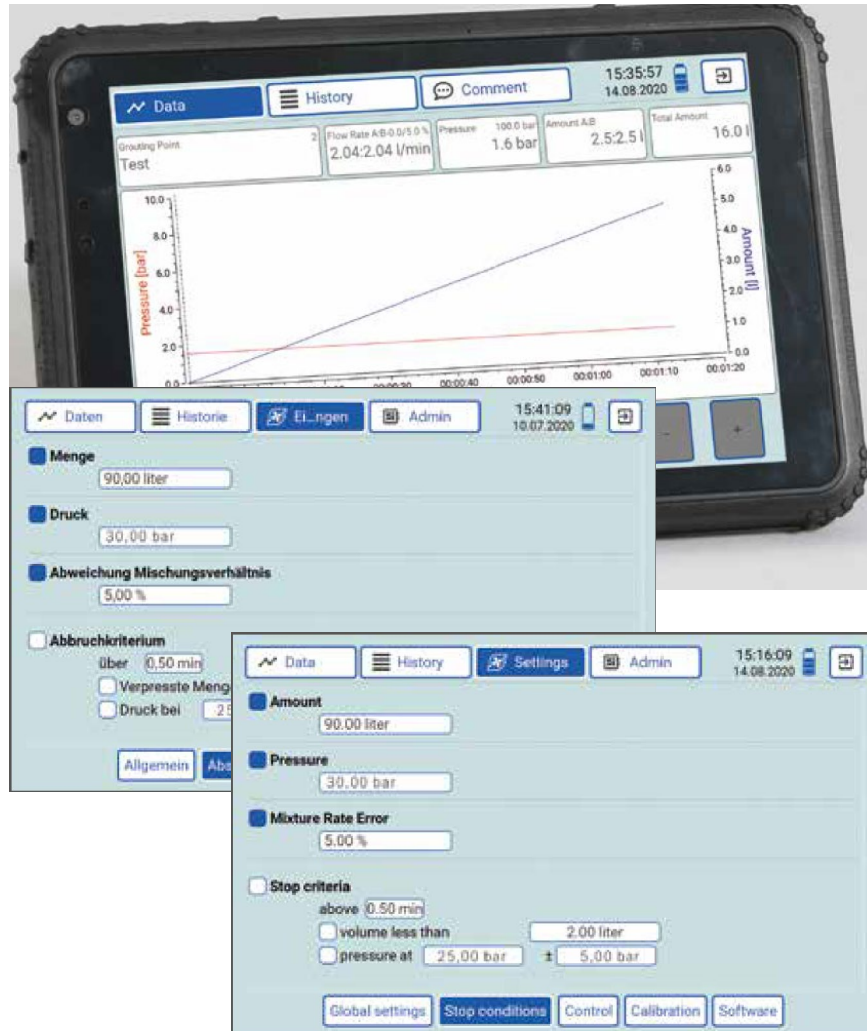 Data
History
Comment
15:35:57
14.08.2020
Grouting Point 2
Test
Flow Rate A:B-0.0/5.0 %
2.04:2.04 l/min
Pressure 100.0 bar
1.6 bar
Amount A:B
2.5:2.5 l
Total Amount
16.0 l
Pressure [bar]
10.0
8.0
6.0
4.0
2.0
0.0
Amount [l]
6.0
5.0
4.0
3.0
2.0
1.0
0.0
00:00:30
00:00:40
00:00:50
00:01:00
00:01:10
00:01:20
-
+
Daten
Historie
Ei...ngen
Admin
15:41:09
10.07.2020
Menge
90,00 liter
Druck
30,00 bar
Abweichung Mischungsverhältnis
5,00 %
Abbruchkriterium
über 0,50 min
Verpresste Meng
Druck bei 25
Allgemein
Abs
Data
History
Settings
Admin
15:16:09
14.08.2020
Amount
90.00 liter
Pressure
30,00 bar
Mixture Rate Error
5.00 %
Stop criteria
above 0.50 min
volume less than 2.00 liter
pressure at 25,00 bar ± 5,00 bar
Global settings
Stop conditions
Control
Calibration
Software